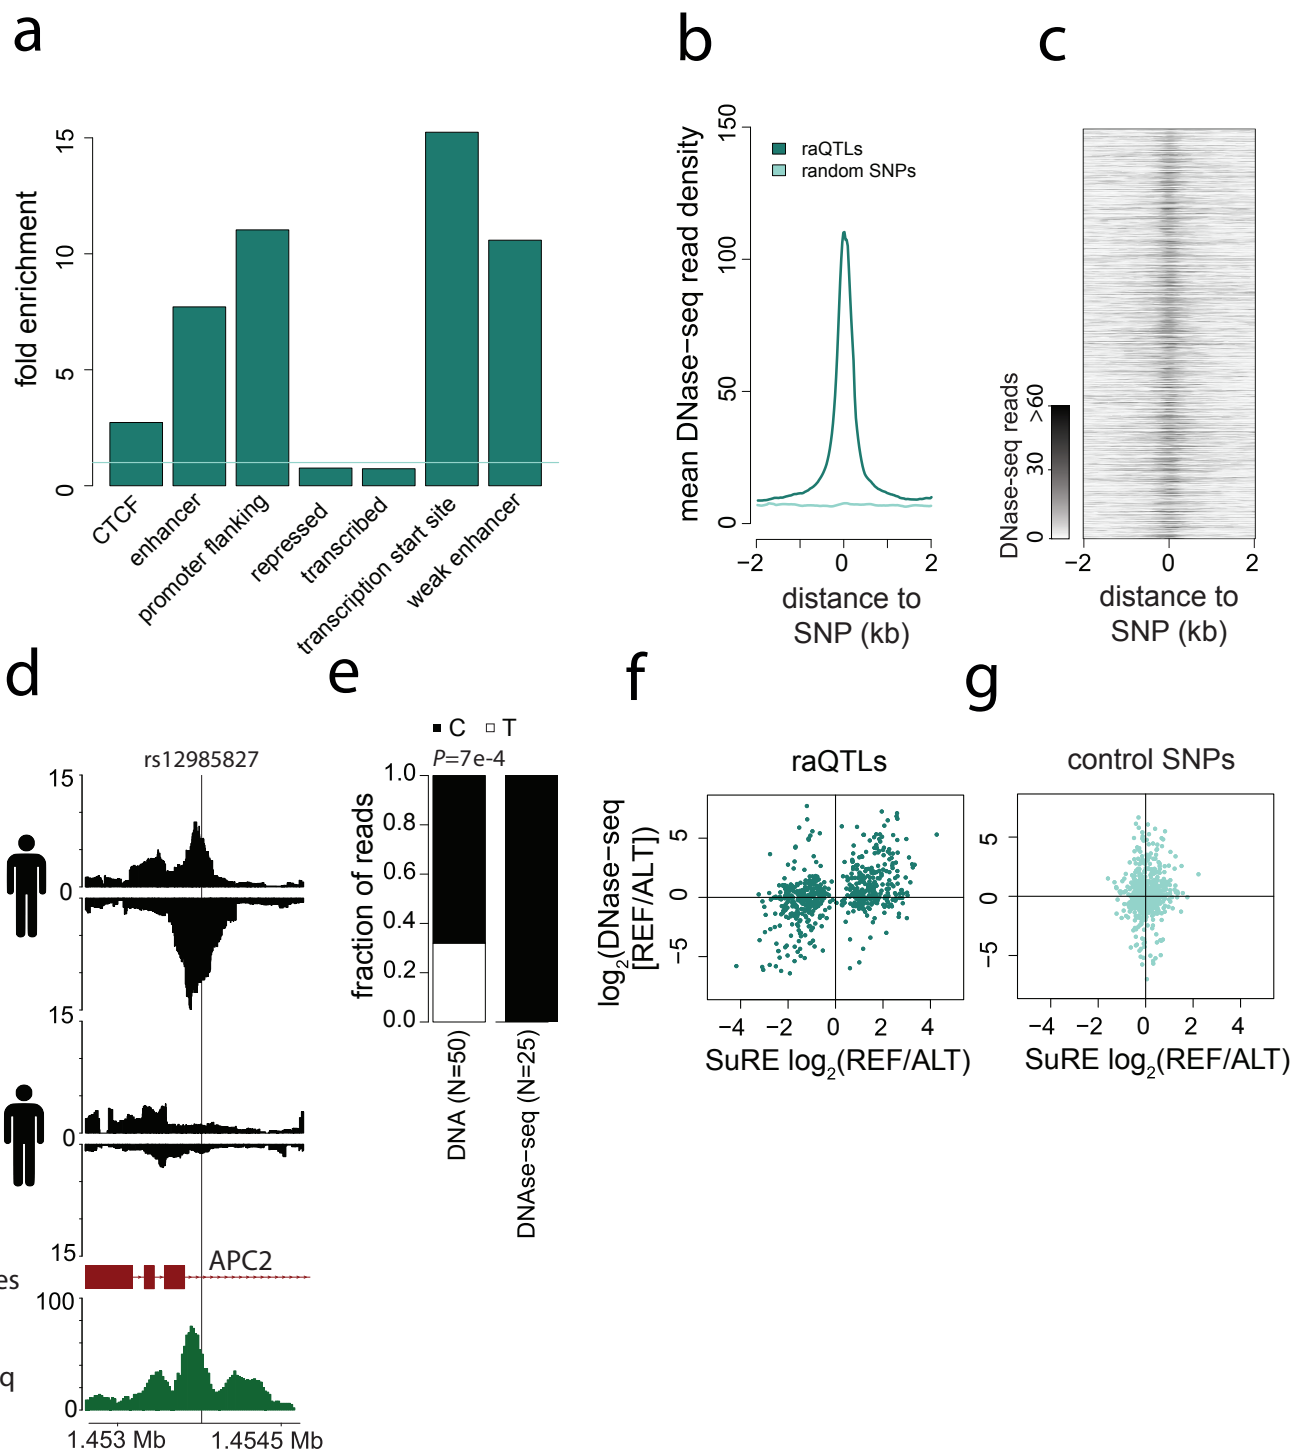 a
fold enrichment
15
10
5
0
CTCF
enhancer
promoter flanking
repressed
transcribed
transcription start site
weak enhancer
b
mean DNase−seq read density
150
100
50
0
raQTLs
random SNPs
−2 0 2
distance to
SNP (kb)
c
DNase−seq reads
>60
30
0
−2 0 2
distance to
SNP (kb)
d
rs12985827
15
0
15
15
0
15
es
APC2
100
q
0
1.453 Mb 1.4545 Mb
e
C T
P=7e-4
fraction of reads
1.0
0.8
0.6
0.4
0.2
0.0
DNA (N=50)
DNAse−seq (N=25)
f
raQTLs
log2(DNase−seq
[REF/ALT])
5
0
−5
−4 −2 0 2 4
SuRE log2(REF/ALT)
g
control SNPs
5
0
−5
−4 −2 0 2 4
SuRE log2(REF/ALT)